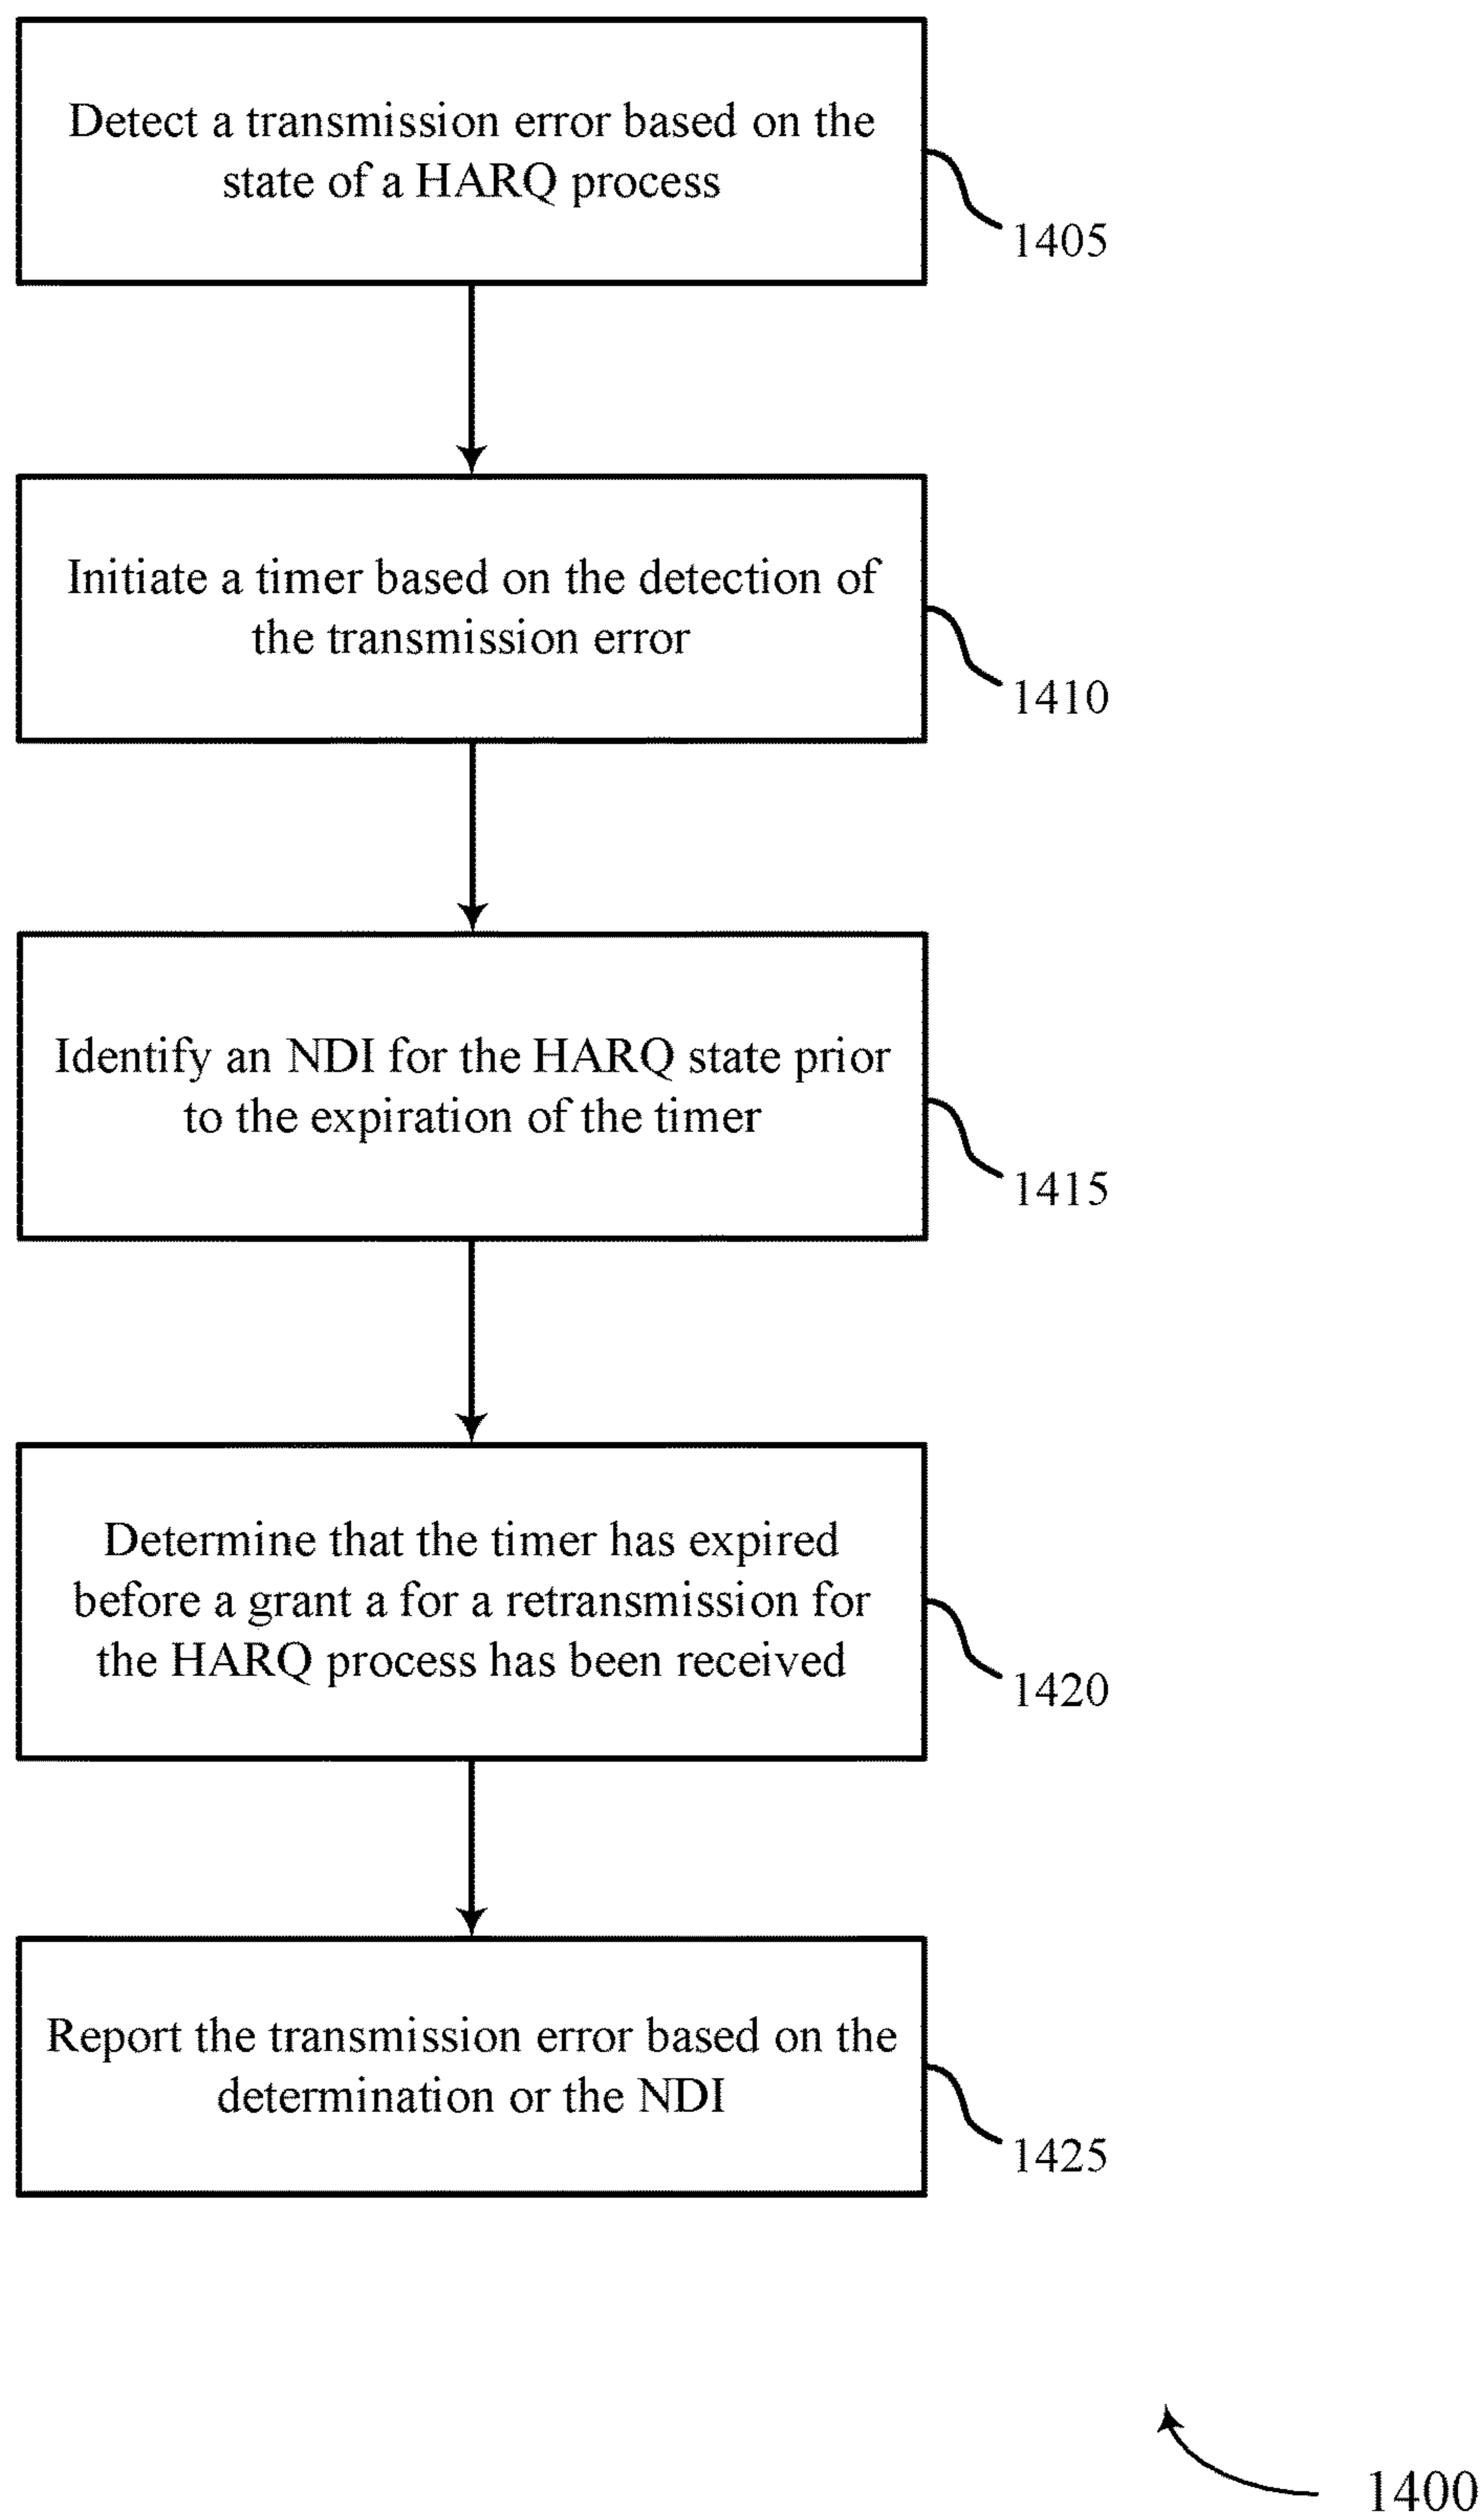 Detect a transmission error based on the
state of a HARQ process
1405
Initiate a timer based on the detection of
the transmission error
1410
Identify an NDI for the HARQ state prior
to the expiration of the timer
1415
Determine that the timer has expired
before a grant a for a retransmission for
the HARQ process has been received
1420
Report the transmission error based on the
determination or the NDI
1425
1400